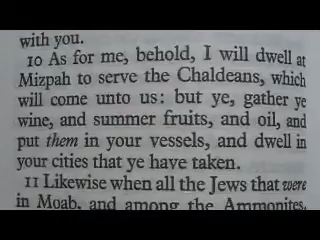 with you.
10 As for me, behold, I will dwell at
Mizpah to serve the Chaldeans, which
will come unto us: but ye, gather ye
wine, and summer fruits, and oil, and
put them in your vessels, and dwell in
your cities that ye have taken.
11 Likewise when all the Jews that were
in Moab, and among the Ammonites,